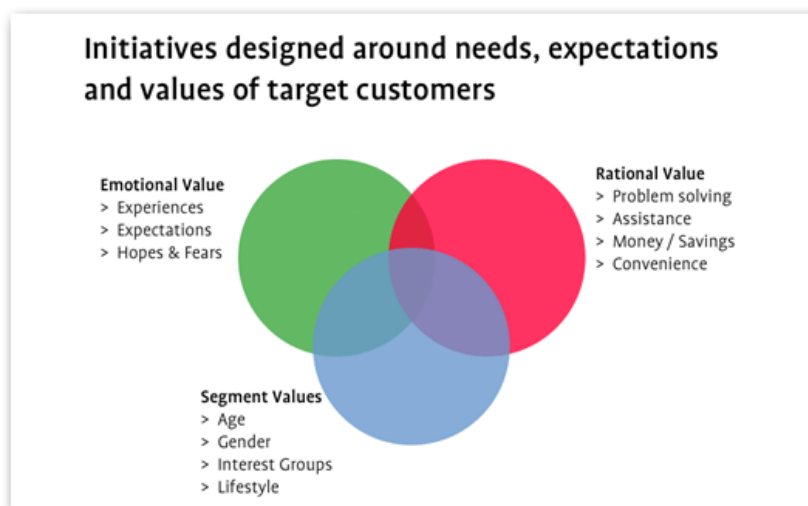 Initiatives designed around needs, expectations
and values of target customers
Emotional Value
> Experiences
> Expectations
> Hopes & Fears
Rational Value
> Problem solving
> Assistance
> Money / Savings
> Convenience
Segment Values
> Age
> Gender
> Interest Groups
> Lifestyle